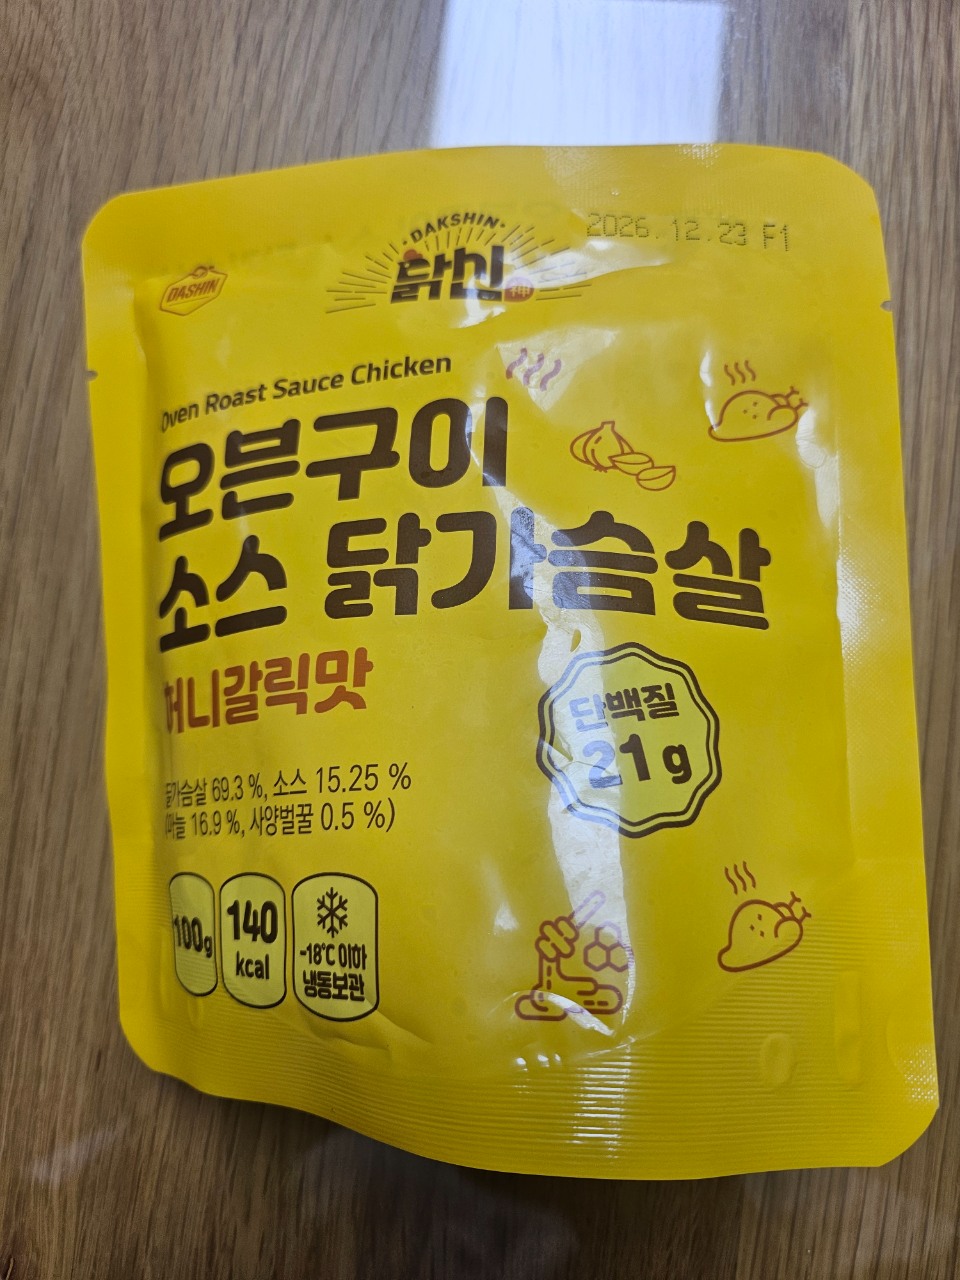 DAKSHIN
닭신
神
2026.12.23 F1
DASHIN
Oven Roast Sauce Chicken
오븐구이
소스 닭가슴살
허니갈릭맛
단백질
21 g
닭가슴살 69.3 %, 소스 15.25 %
(마늘 16.9 %, 사양벌꿀 0.5 %)
100g
140
kcal
-18℃ 이하
냉동보관